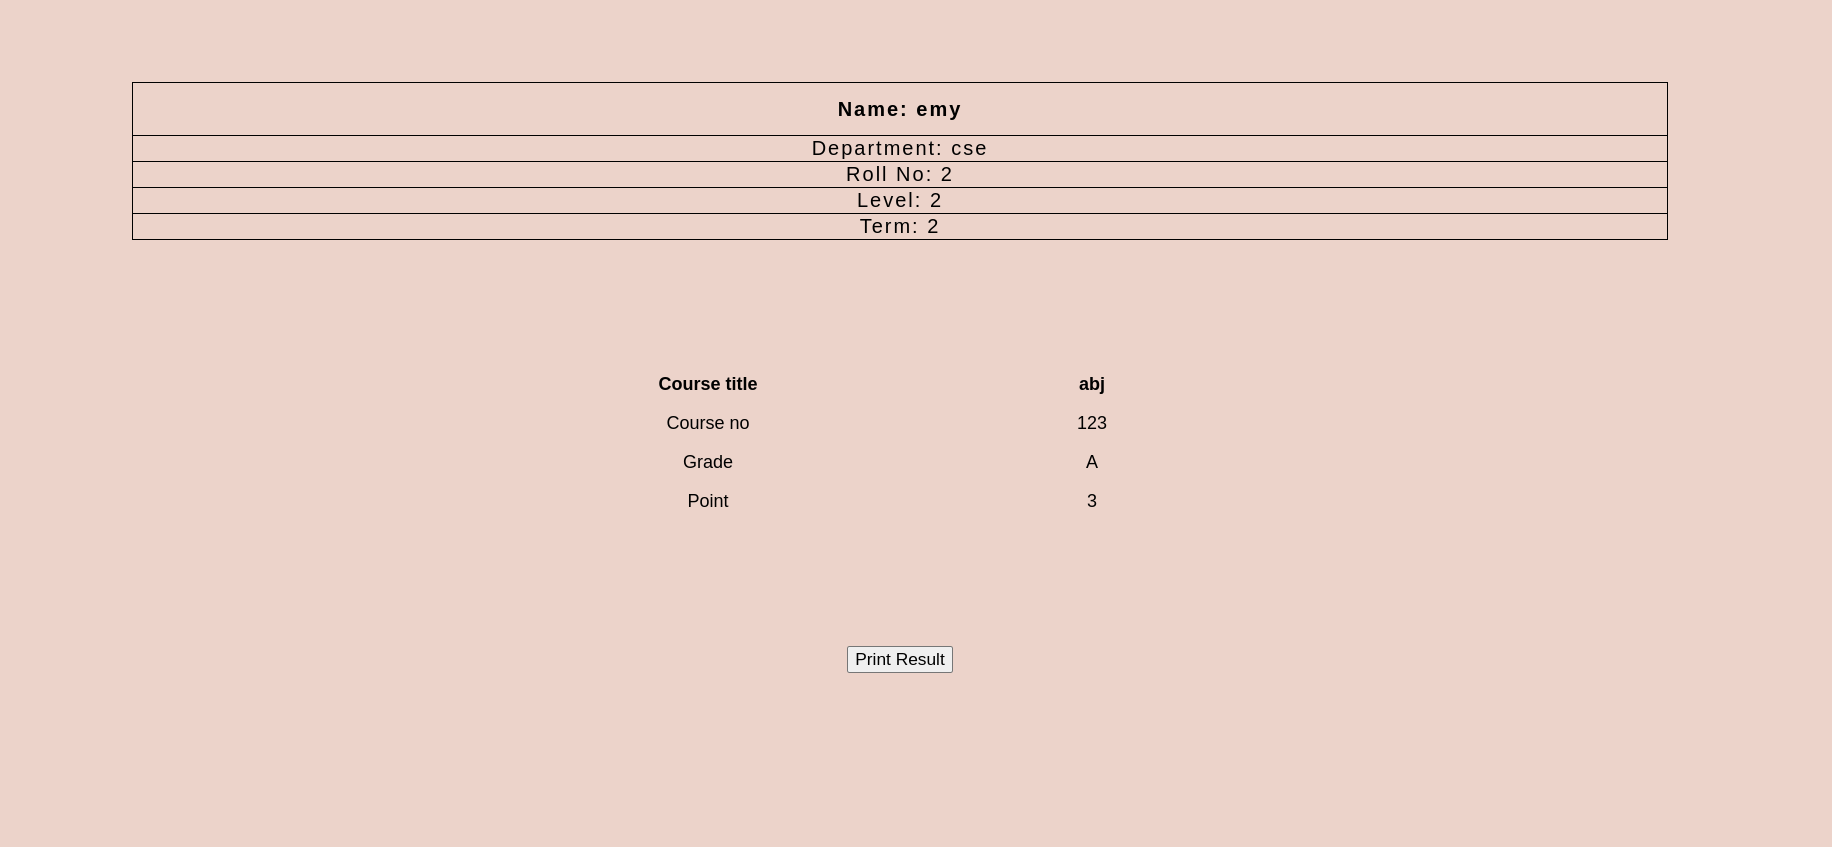 Name: emy
Department: cse
Roll No: 2
Level: 2
Term: 2
Course title abj
Course no 123
Grade A
Point 3
Print Result